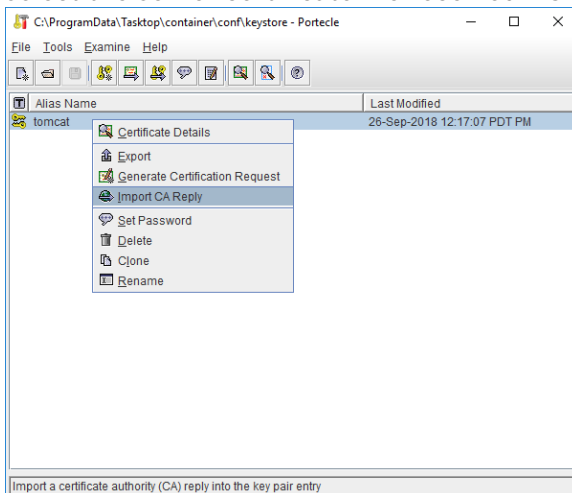 C:\ProgramData\Tasktop\container\conf\keystore - Portecle
File Tools Examine Help
Alias Name Last Modified
tomcat 26-Sep-2018 12:17:07 PDT PM
Certificate Details
Export
Generate Certification Request
Import CA Reply
Set Password
Delete
Clone
Rename
Import a certificate authority (CA) reply into the key pair entry